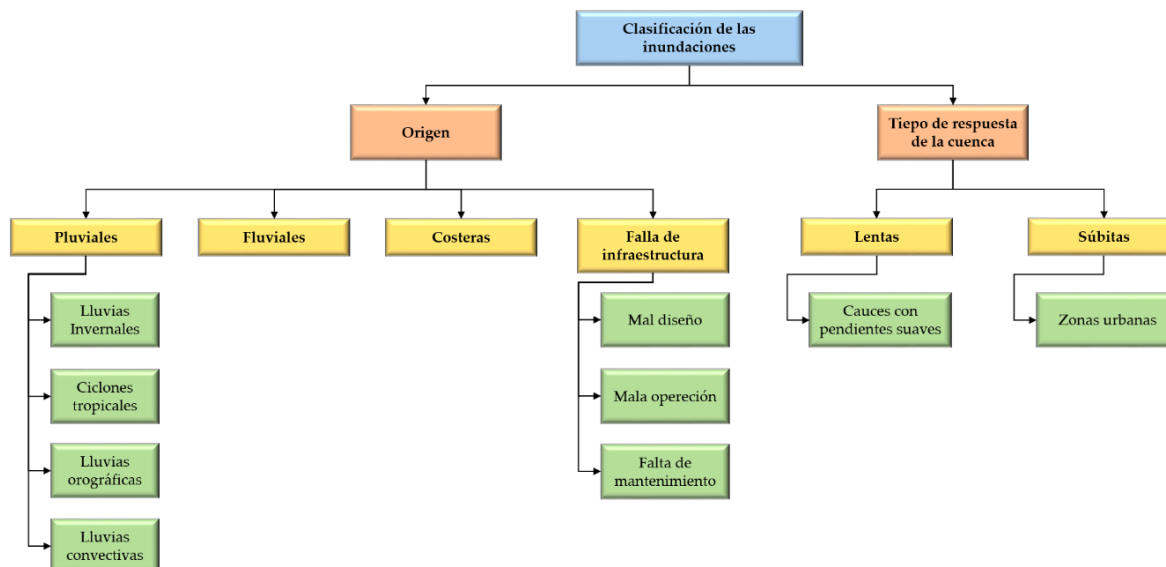 Clasificación de las
inundaciones
Origen
Tiepo de respuesta
de la cuenca
Pluviales
Fluviales
Costeras
Falla de
infraestructura
Lentas
Súbitas
Lluvias
Invernales
Mal diseño
Cauces con
pendientes suaves
Zonas urbanas
Ciclones
tropicales
Mala opereción
Lluvias
orográficas
Falta de
mantenimiento
Lluvias
convectivas